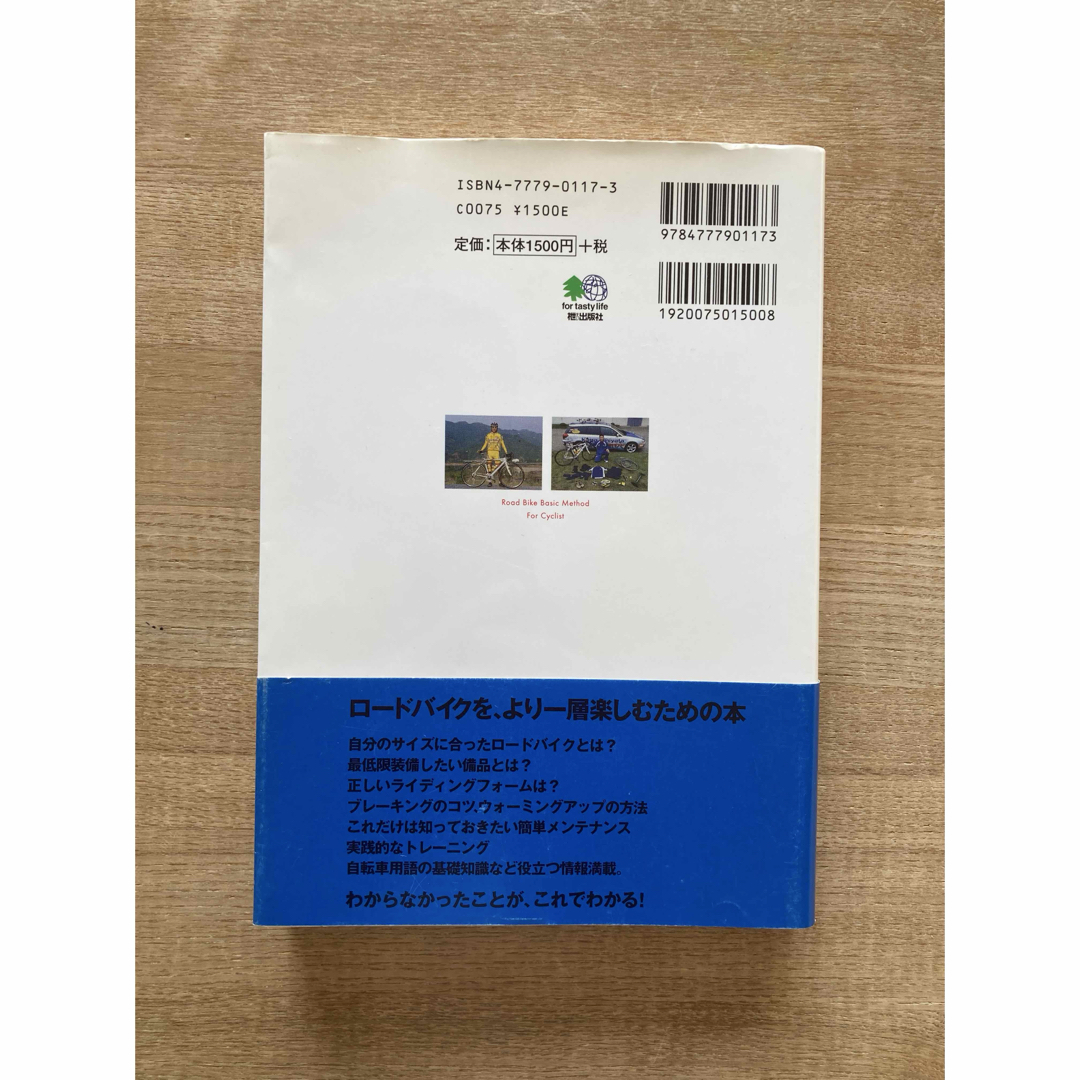 ISBN4-7779-0117-3
C0075 ¥1500E
定価：本体1500円＋税
9784777901173
1920075015008
for tasty life
枻出版社
Road Bike Basic Method
For Cyclist
ロードバイクを、より一層楽しむための本
自分のサイズに合ったロードバイクとは？
最低限装備したい備品とは？
正しいライディングフォームは？
ブレーキングのコツ、ウォーミングアップの方法
これだけは知っておきたい簡単メンテナンス
実践的なトレーニング
自転車用語の基礎知識など役立つ情報満載。
わからなかったことが、これでわかる！